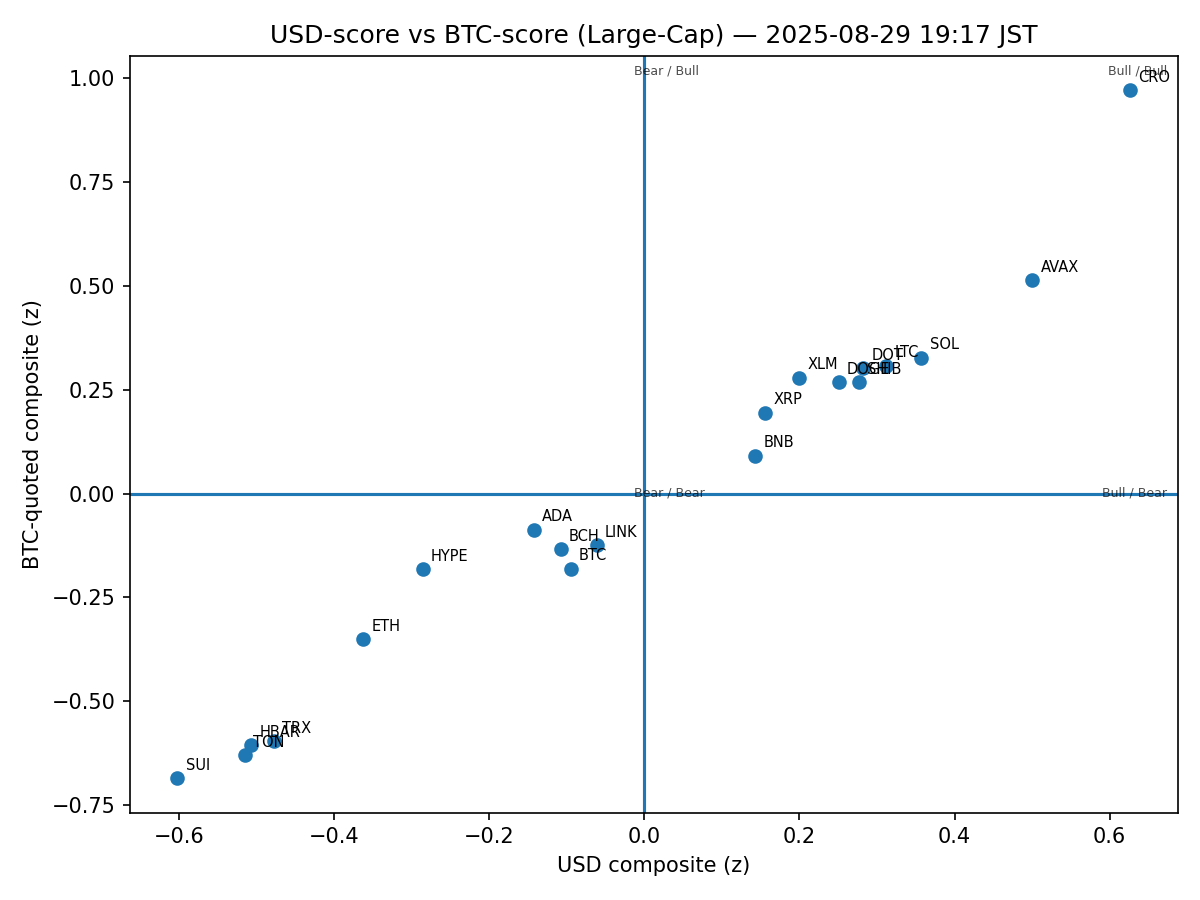 USD-score vs BTC-score (Large-Cap) — 2025-08-29 19:17 JST
BTC-quoted composite (z)
1.00
0.75
0.50
0.25
0.00
−0.25
−0.50
−0.75
Bear / Bull
Bull / Bull
CRO
AVAX
SOL
LTC
DOT
SHIB
DOGE
XLM
XRP
BNB
Bear / Bear
Bull / Bear
ADA
LINK
BCH
BTC
HYPE
ETH
TRX
HBAR
TON
SUI
−0.6
−0.4
−0.2
0.0
0.2
0.4
0.6
USD composite (z)